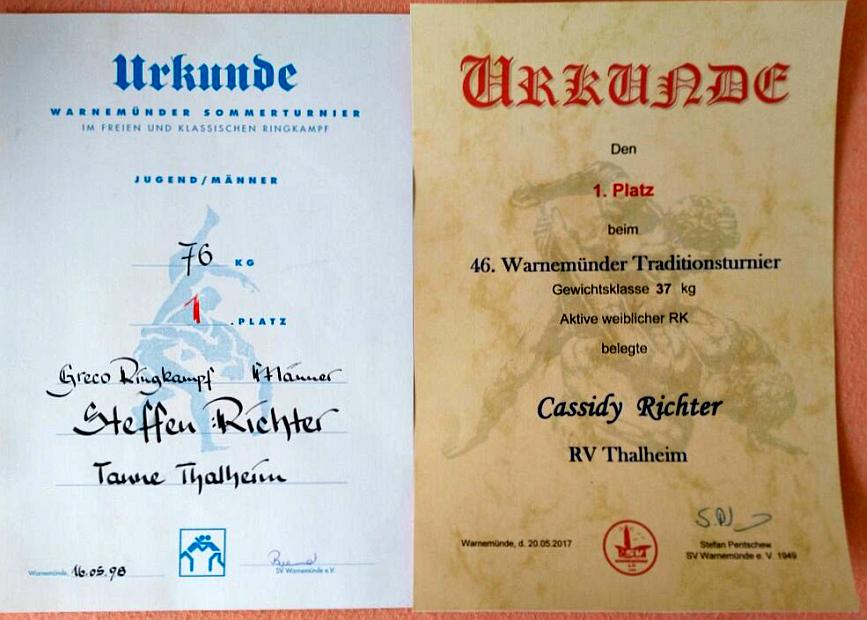 Urkunde
WARNEMÜNDER SOMMERTURNIER
IM FREIEN UND KLASSISCHEN RINGKAMPF
JUGEND/MÄNNER
76 KG
1 .PLATZ
Greco Ringkampf Männer
Steffen Richter
Tanne Thalheim
Warnemünde, 16.05.98
SV Warnemünde e.V.
URKUNDE
Den
1. Platz
beim
46. Warnemünder Traditionsturnier
Gewichtsklasse 37 kg
Aktive weiblicher RK
belegte
Cassidy Richter
RV Thalheim
Warnemünde, d. 20.05.2017
SV
Stefan Pentschew
SV Warnemünde e. V. 1949